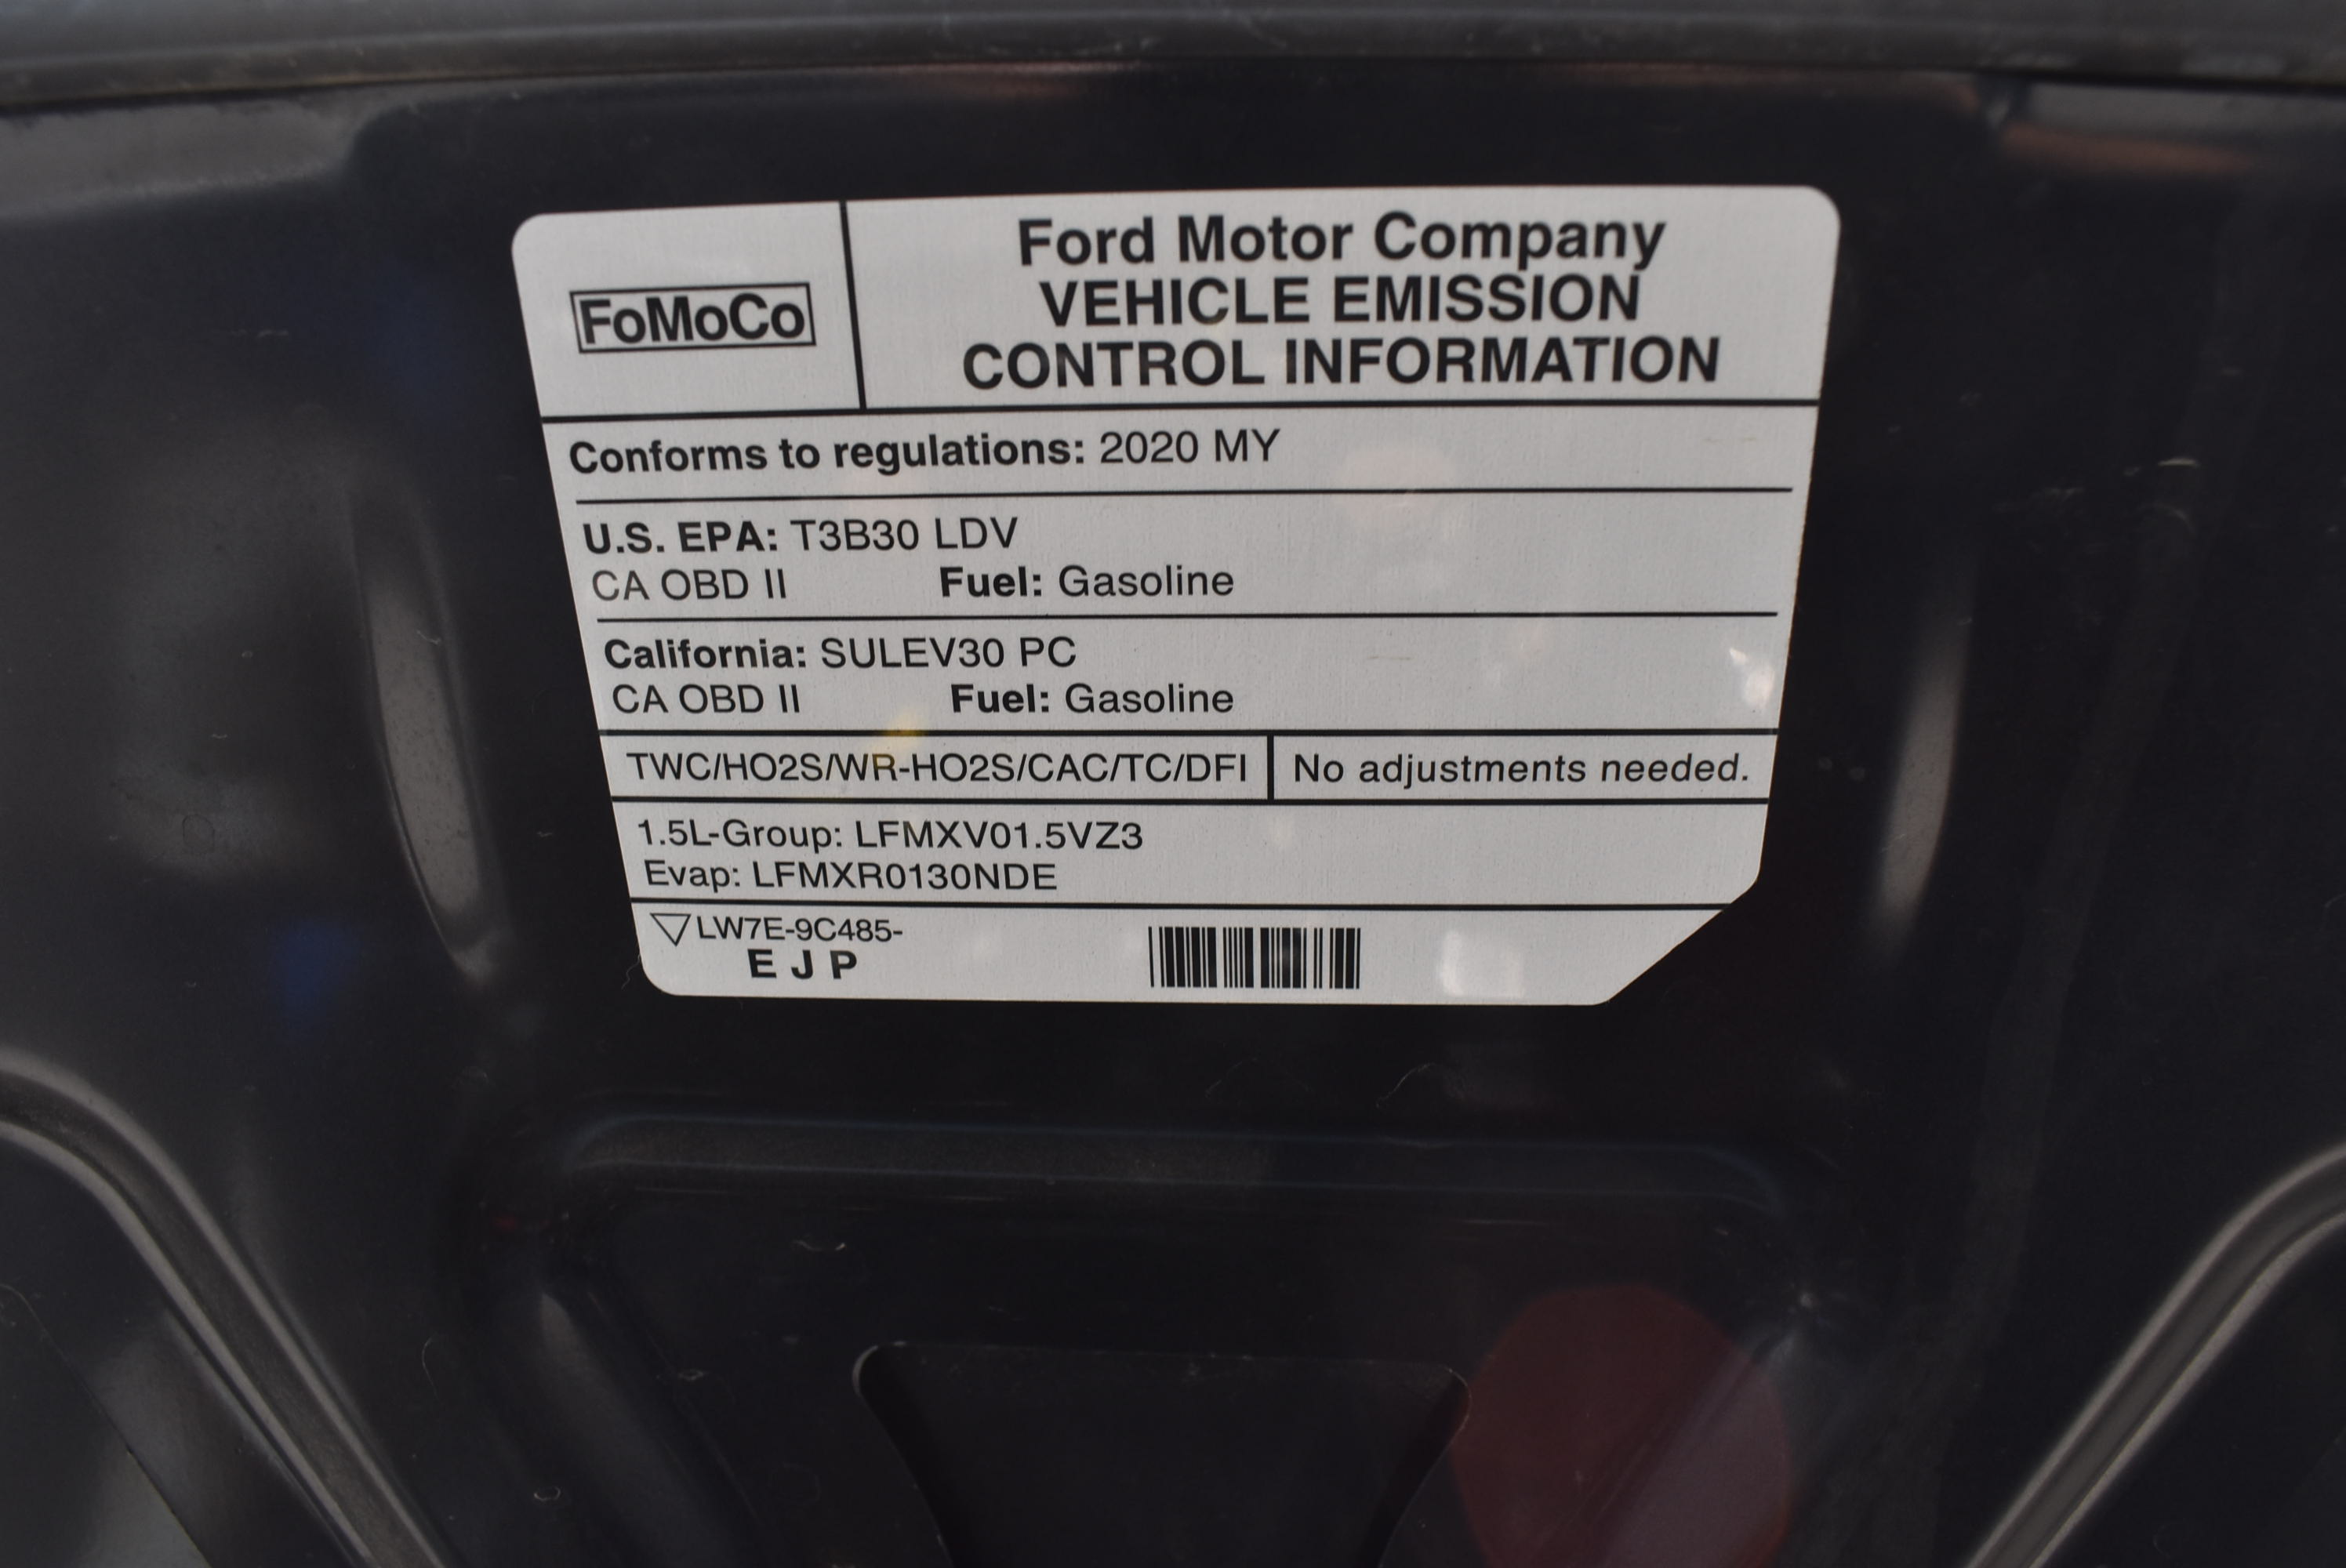 FoMoCo
Ford Motor Company
VEHICLE EMISSION
CONTROL INFORMATION
Conforms to regulations: 2020 MY
U.S. EPA: T3B30 LDV
CA OBD II Fuel: Gasoline
California: SULEV30 PC
CA OBD II Fuel: Gasoline
TWC/HO2S/WR-HO2S/CAC/TC/DFI No adjustments needed.
1.5L-Group: LFMXV01.5VZ3
Evap: LFMXR0130NDE
LW7E-9C485-
E J P